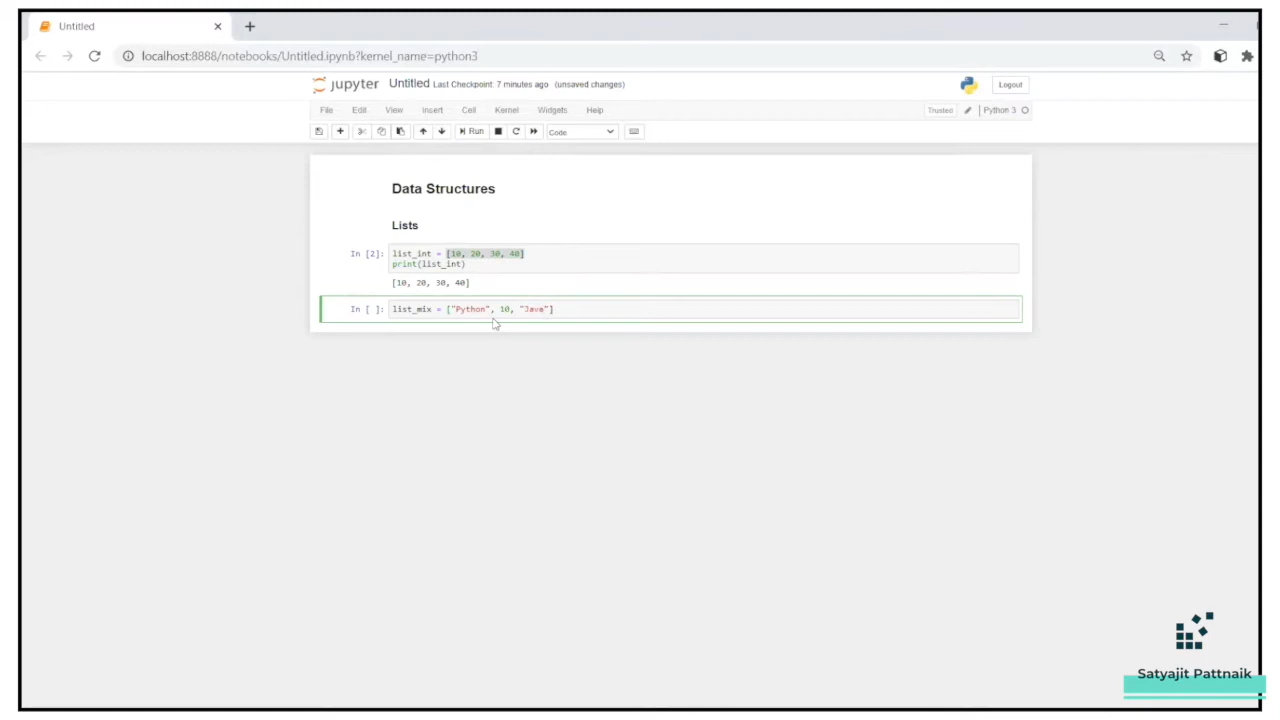 Untitled
localhost:8888/notebooks/Untitled.ipynb?kernel_name=python3
jupyter Untitled Last Checkpoint: 7 minutes ago (unsaved changes)
Logout
File Edit View Insert Cell Kernel Widgets Help
Trusted Python 3
Run Code
Data Structures
Lists
In [2]: list_int = [10, 20, 30, 40]
print(list_int)
[10, 20, 30, 40]
In [ ]: list_mix = ["Python", 10, "Java"]
Satyajit Pattnaik